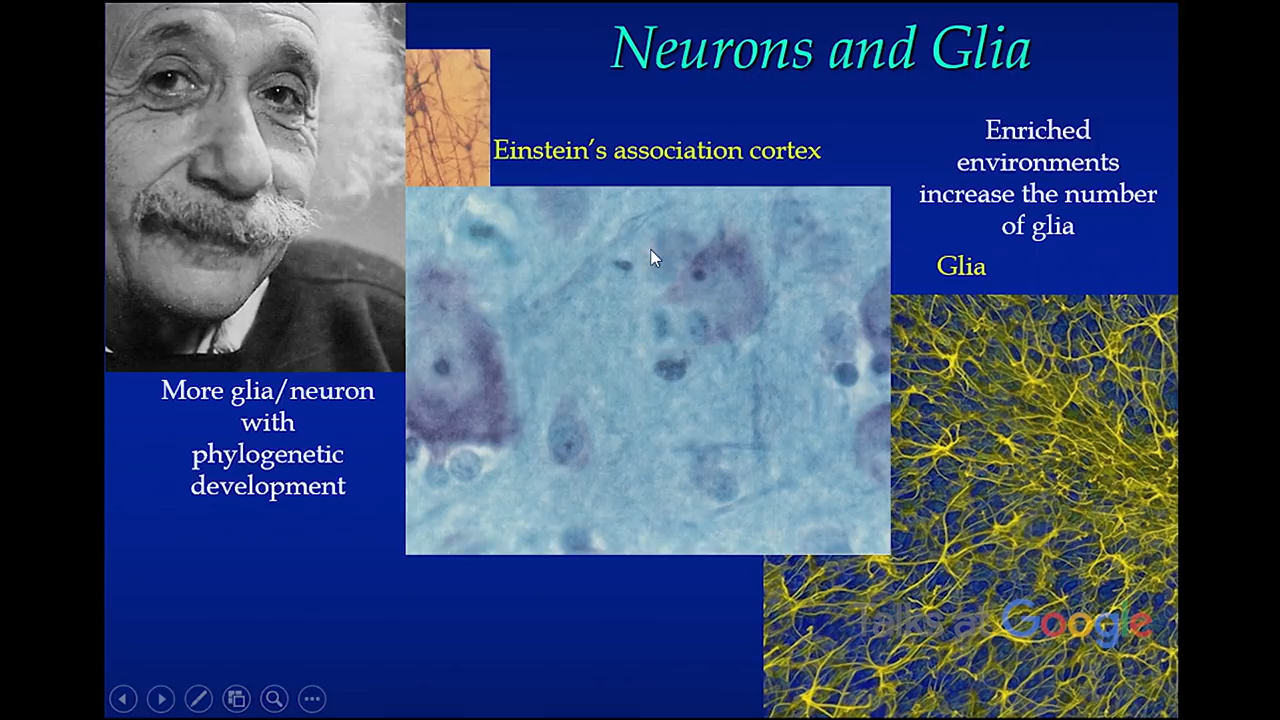 Neurons and Glia
Einstein's association cortex
Enriched
environments
increase the number
of glia
Glia
More glia/neuron
with
phylogenetic
development
Talks at Google